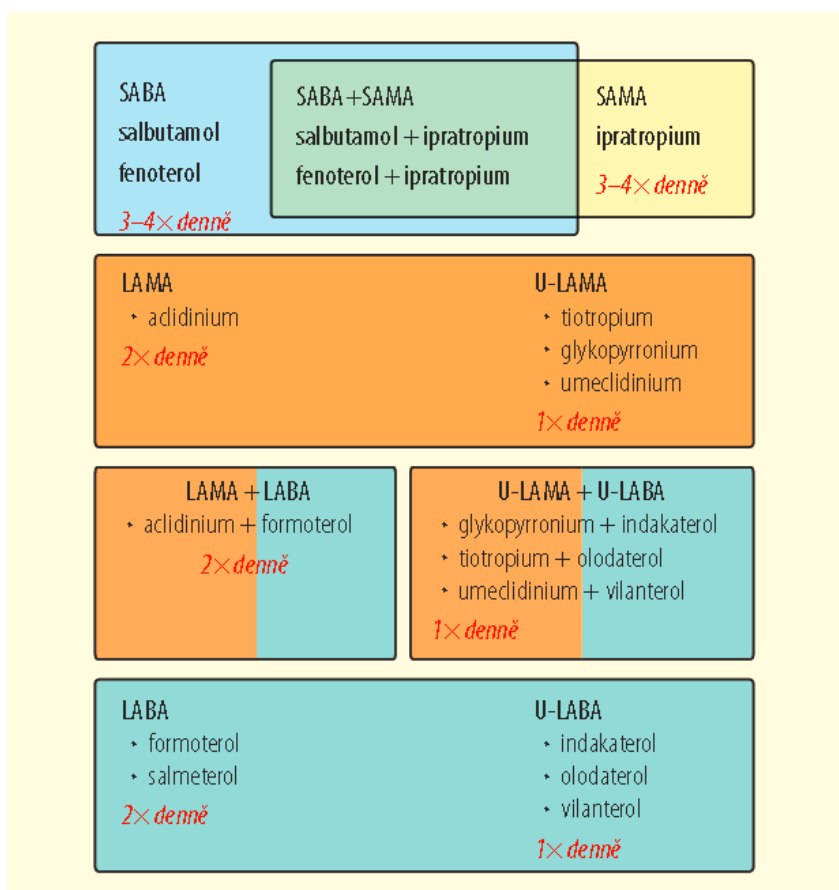 SABA
salbutamol
fenoterol
3–4× denně
SABA+SAMA
salbutamol + ipratropium
fenoterol + ipratropium
SAMA
ipratropium
3–4× denně
LAMA
‣ aclidinium
2× denně
U-LAMA
‣ tiotropium
‣ glykopyrronium
‣ umeclidinium
1× denně
LAMA + LABA
‣ aclidinium + formoterol
2× denně
U-LAMA + U-LABA
‣ glykopyrronium + indakaterol
‣ tiotropium + olodaterol
‣ umeclidinium + vilanterol
1× denně
LABA
‣ formoterol
‣ salmeterol
2× denně
U-LABA
‣ indakaterol
‣ olodaterol
‣ vilanterol
1× denně